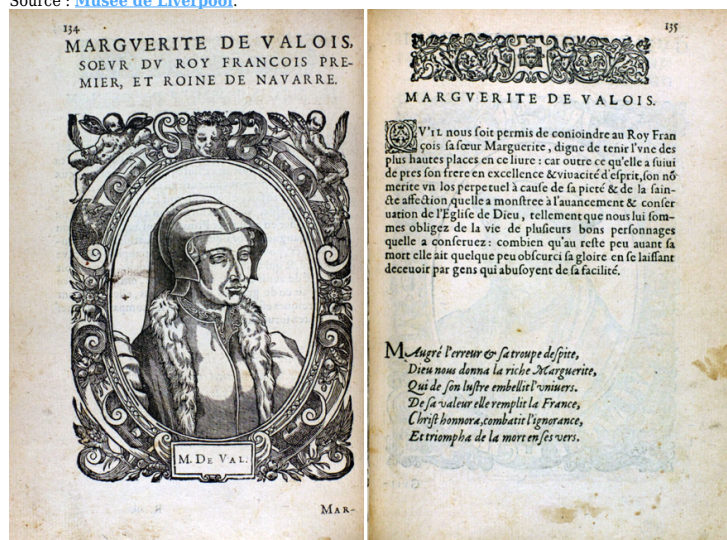 Source : Musée de Liverpool.
134
MARGVERITE DE VALOIS,
SOEVR DV ROY FRANCOIS PRE-
MIER, ET ROINE DE NAVARRE.
M. DE VAL.
MAR-
135
MARGVERITE DE VALOIS.
QV'IL nous soit permis de conioindre au Roy Fran
çois sa sœur Marguerite, digne de tenir l'vne des
plus hautes places en ce liure : car outre ce qu'elle a suiui
de pres son frere en excellence & viuacité d'esprit, son nõ
merite vn los perpetuel à cause de sa pieté & de la sain-
cte affection quelle a monstree à l'auancement & conser
uation de l'Eglise de Dieu, tellement que nous lui som-
mes obligez de la vie de plusieurs bons personnages
quelle a conseruez : combien qu'au reste peu auant sa
mort elle ait quelque peu obscurci sa gloire en se laissant
deceuoir par gens qui abusoyent de sa facilité.
MAugré l'erreur & sa troupe despite,
Dieu nous donna la riche Marguerite,
Qui de son lustre embellit l'vniuers.
De sa valeur elle remplit la France,
Christ honnora, combatit l'ignorance,
Et triompha de la mort en ses vers.